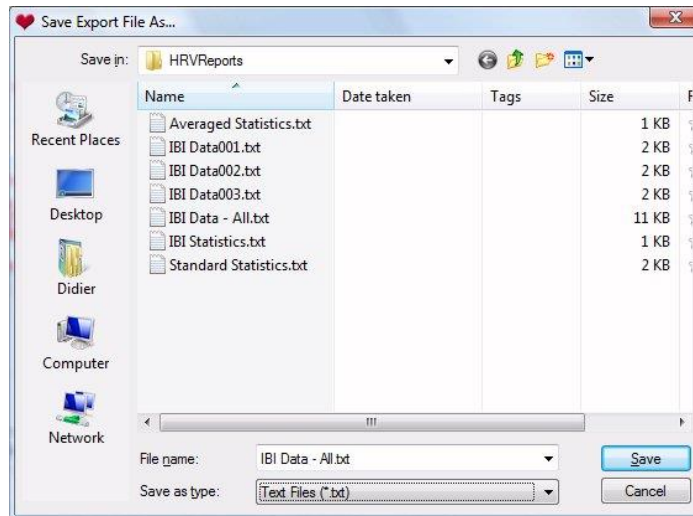 Save Export File As...
Save in: HRVReports
Name Date taken Tags Size
Averaged Statistics.txt 1 KB
IBI Data001.txt 2 KB
IBI Data002.txt 2 KB
IBI Data003.txt 2 KB
IBI Data - All.txt 11 KB
IBI Statistics.txt 1 KB
Standard Statistics.txt 2 KB
Recent Places
Desktop
Didier
Computer
Network
File name: IBI Data - All.txt Save
Save as type: Text Files (*.txt) Cancel